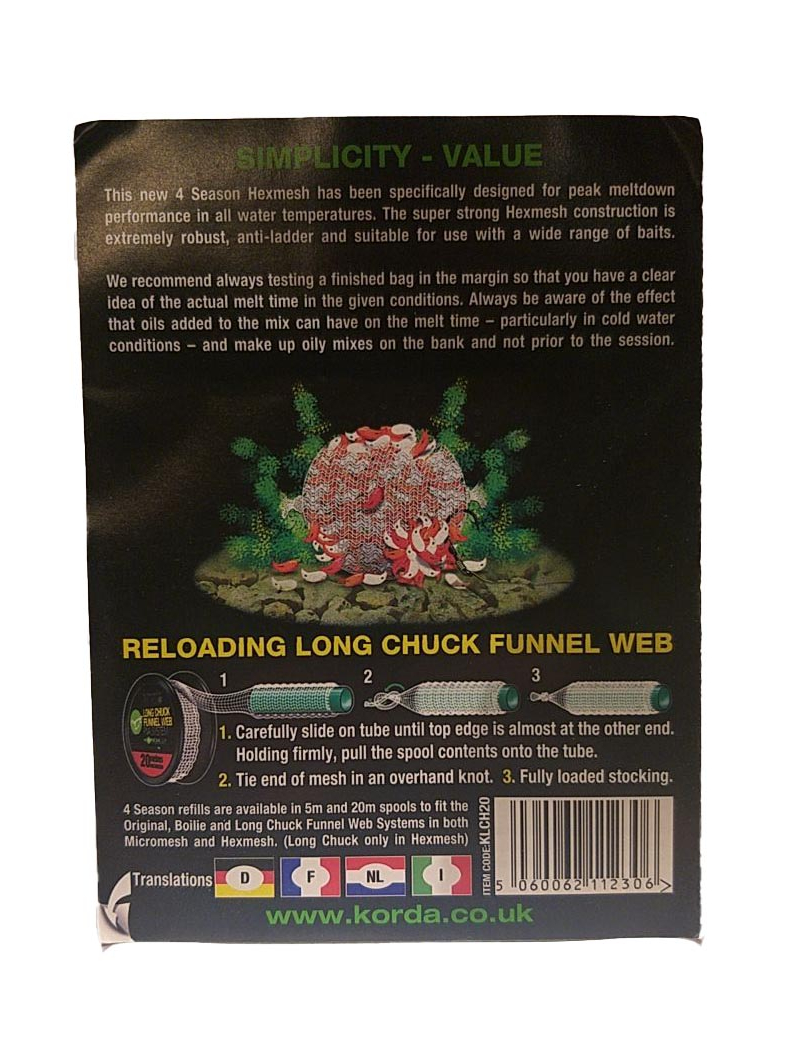 SIMPLICITY - VALUE
This new 4 Season Hexmesh has been specifically designed for peak meltdown
performance in all water temperatures. The super strong Hexmesh construction is
extremely robust, anti-ladder and suitable for use with a wide range of baits.
We recommend always testing a finished bag in the margin so that you have a clear
idea of the actual melt time in the given conditions. Always be aware of the effect
that oils added to the mix can have on the melt time – particularly in cold water
conditions – and make up oily mixes on the bank and not prior to the session.
RELOADING LONG CHUCK FUNNEL WEB
1 2 3
LONG CHUCK
FUNNEL WEB
20
1. Carefully slide on tube until top edge is almost at the other end.
Holding firmly, pull the spool contents onto the tube.
2. Tie end of mesh in an overhand knot. 3. Fully loaded stocking.
4 Season refills are available in 5m and 20m spools to fit the
Original, Boilie and Long Chuck Funnel Web Systems in both
Micromesh and Hexmesh. (Long Chuck only in Hexmesh)
ITEM CODE:KLCH20
5 060062 112306 >
Translations D F NL I
www.korda.co.uk